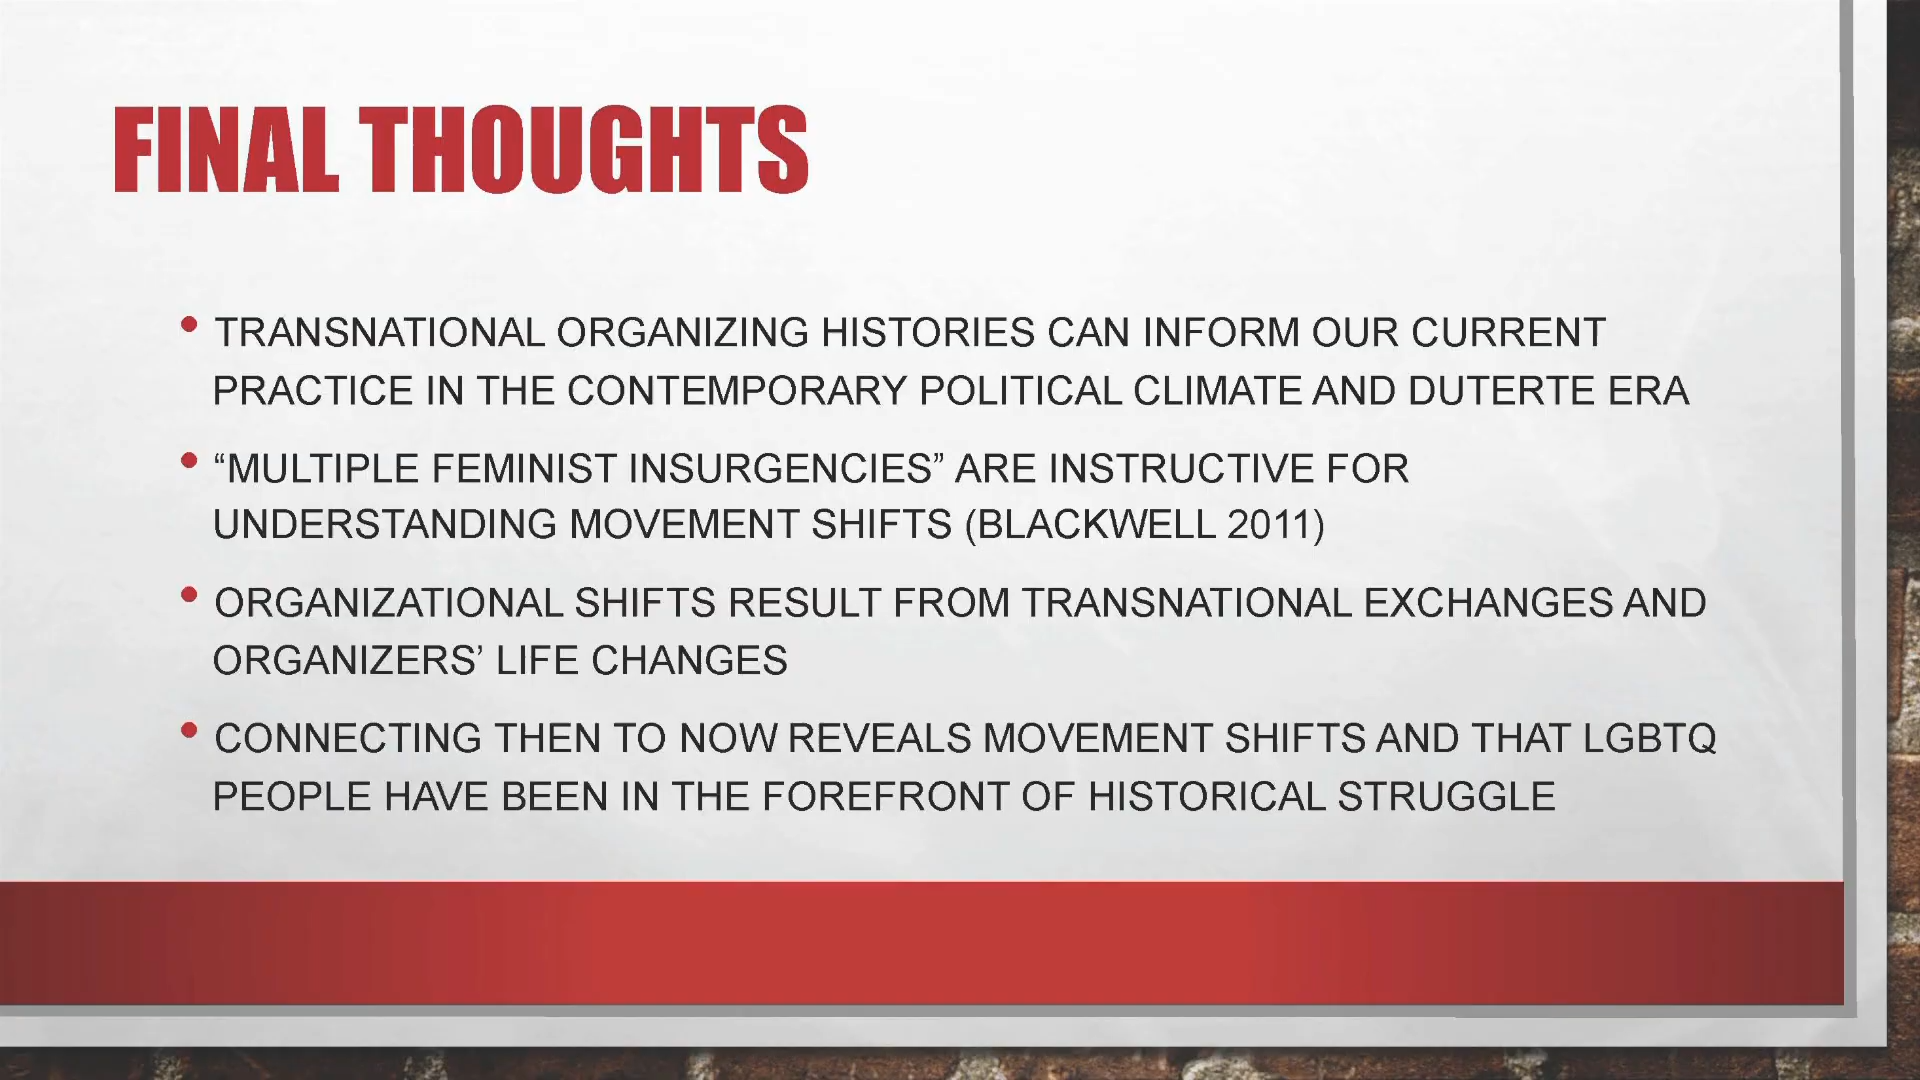 FINAL THOUGHTS
• TRANSNATIONAL ORGANIZING HISTORIES CAN INFORM OUR CURRENT
PRACTICE IN THE CONTEMPORARY POLITICAL CLIMATE AND DUTERTE ERA
• “MULTIPLE FEMINIST INSURGENCIES” ARE INSTRUCTIVE FOR
UNDERSTANDING MOVEMENT SHIFTS (BLACKWELL 2011)
• ORGANIZATIONAL SHIFTS RESULT FROM TRANSNATIONAL EXCHANGES AND
ORGANIZERS’ LIFE CHANGES
• CONNECTING THEN TO NOW REVEALS MOVEMENT SHIFTS AND THAT LGBTQ
PEOPLE HAVE BEEN IN THE FOREFRONT OF HISTORICAL STRUGGLE